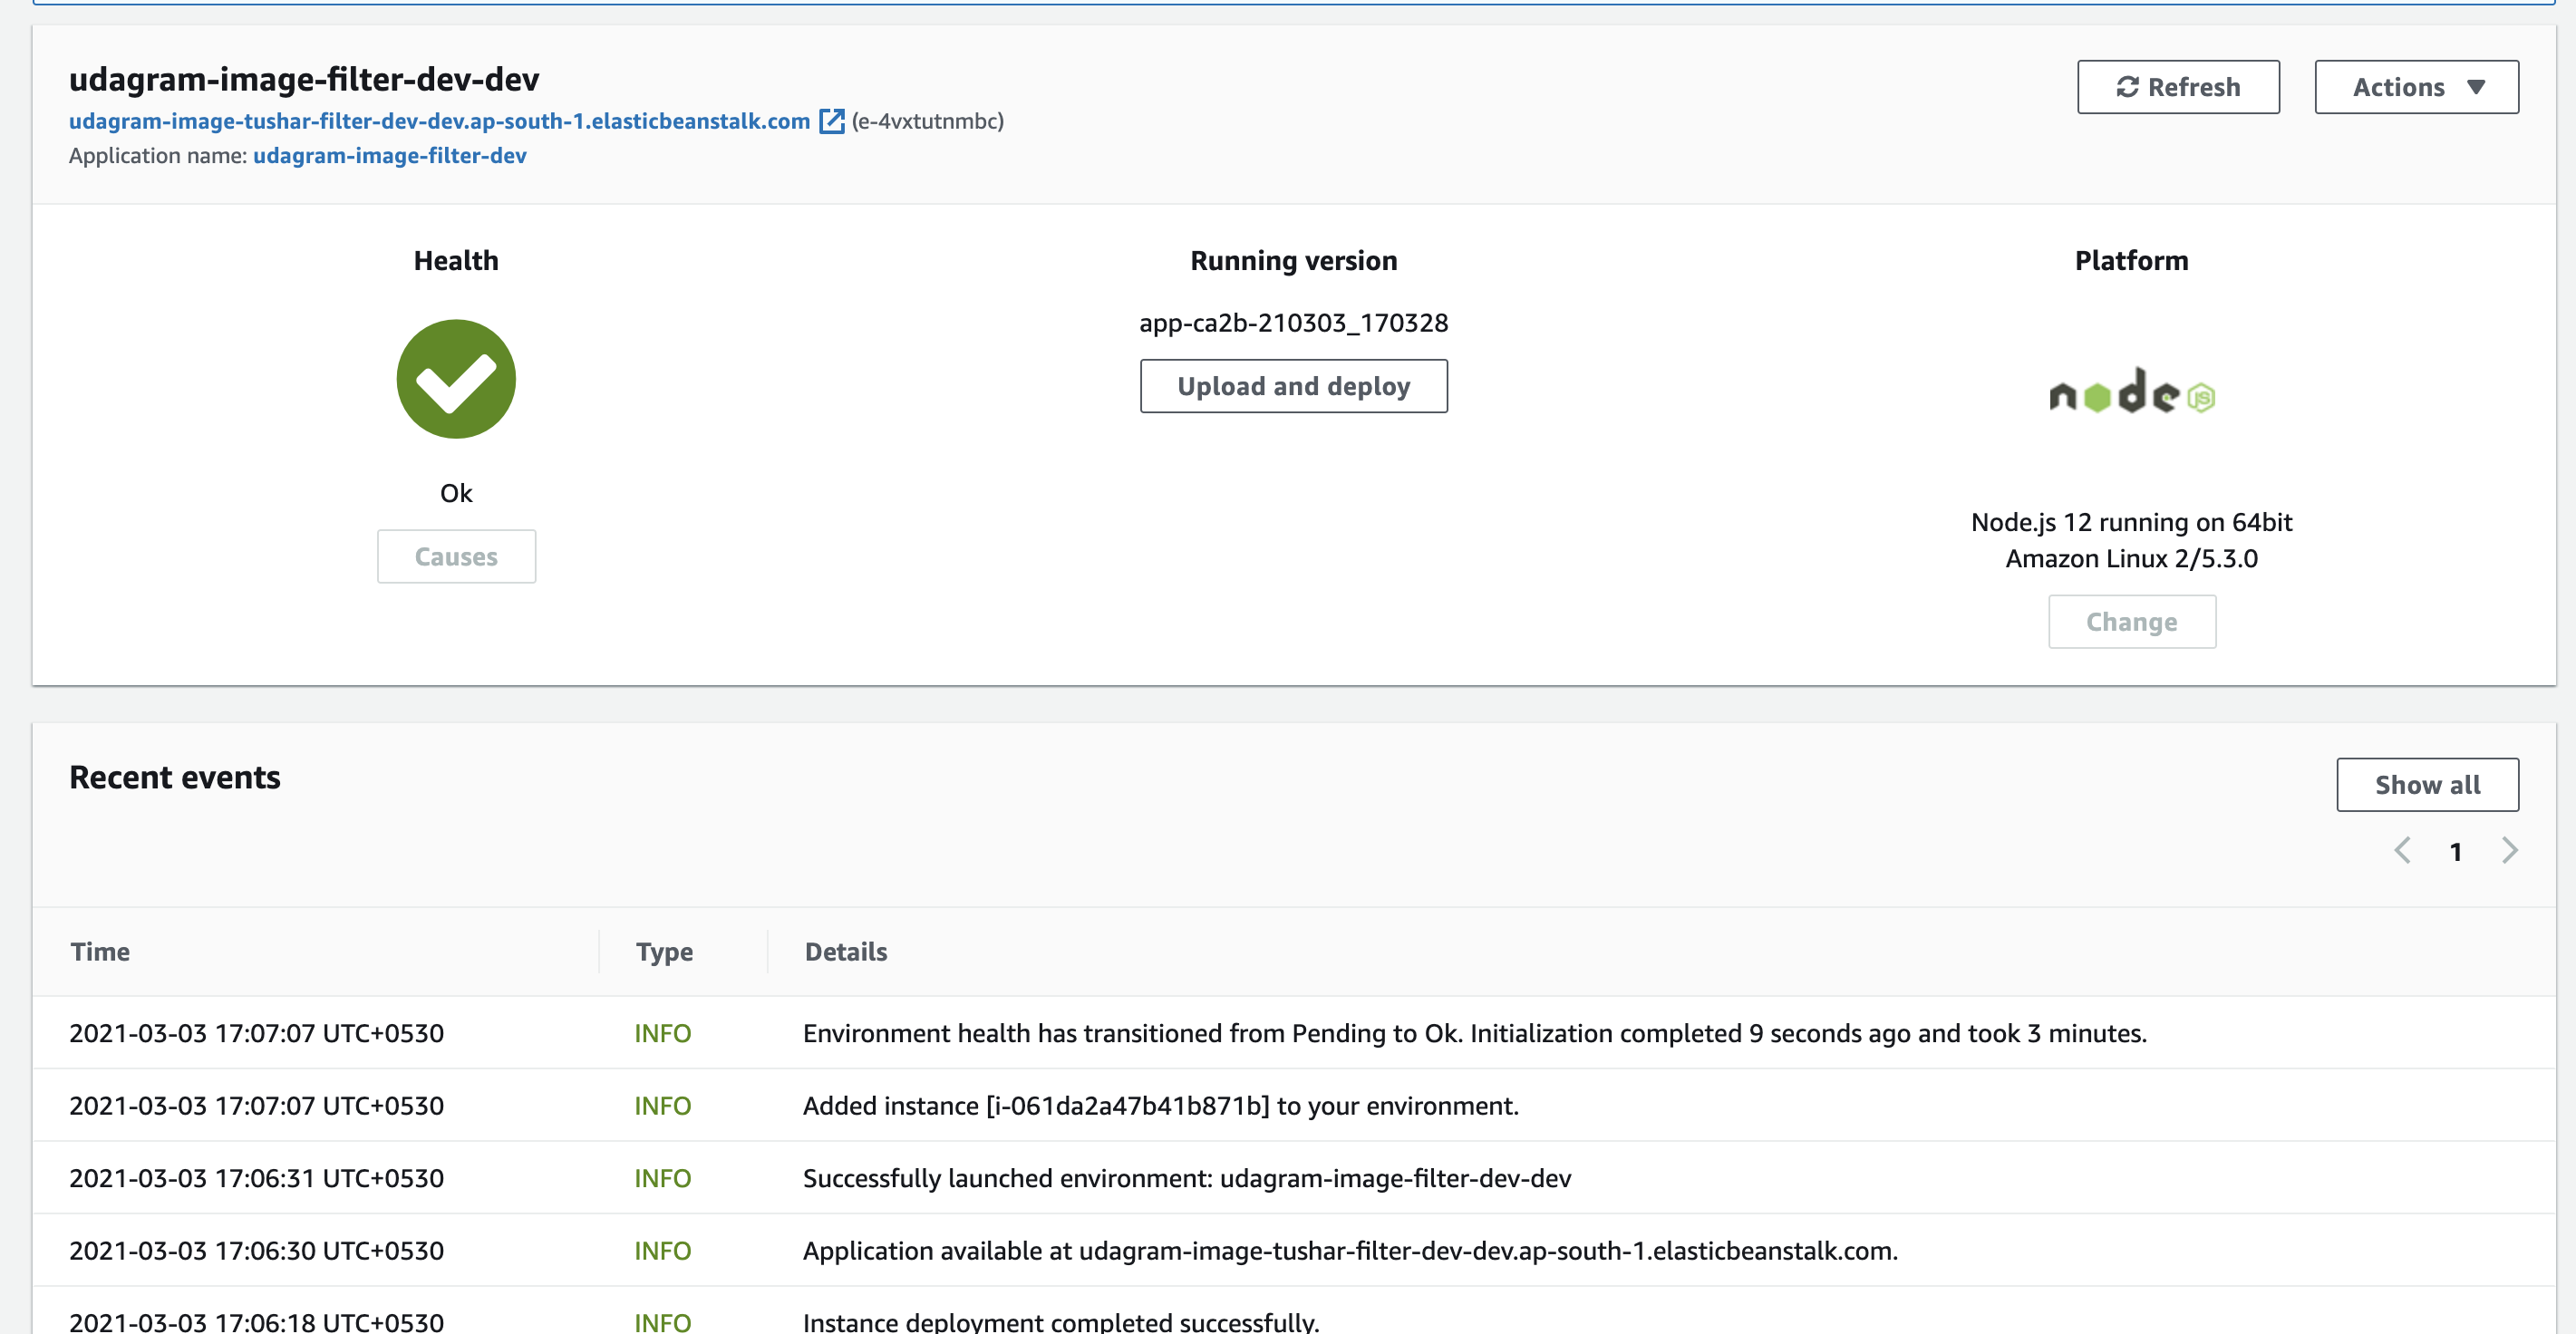 udagram-image-filter-dev-dev
udagram-image-tushar-filter-dev-dev.ap-south-1.elasticbeanstalk.com (e-4vxtutnmbc)
Application name: udagram-image-filter-dev
Refresh
Actions
Health
Ok
Causes
Running version
app-ca2b-210303_170328
Upload and deploy
Platform
node JS
Node.js 12 running on 64bit
Amazon Linux 2/5.3.0
Change
Recent events
Show all
1
Time Type Details
2021-03-03 17:07:07 UTC+0530 INFO Environment health has transitioned from Pending to Ok. Initialization completed 9 seconds ago and took 3 minutes.
2021-03-03 17:07:07 UTC+0530 INFO Added instance [i-061da2a47b41b871b] to your environment.
2021-03-03 17:06:31 UTC+0530 INFO Successfully launched environment: udagram-image-filter-dev-dev
2021-03-03 17:06:30 UTC+0530 INFO Application available at udagram-image-tushar-filter-dev-dev.ap-south-1.elasticbeanstalk.com.
2021-03-03 17:06:18 UTC+0530 INFO Instance deployment completed successfully.